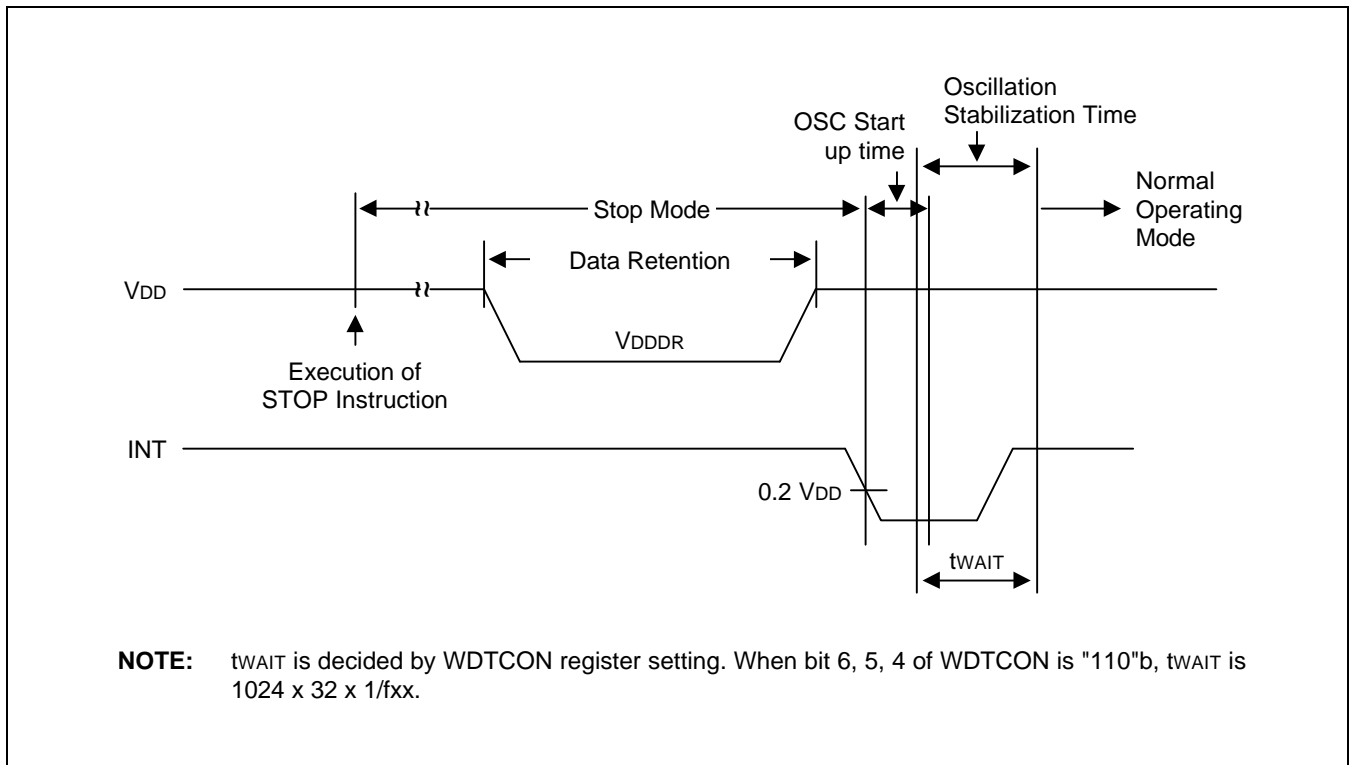 Oscillation
Stabilization Time
OSC Start
up time
Normal
Operating
Mode
Stop Mode
Data Retention
VDD
VDDDR
Execution of
STOP Instruction
INT
0.2 VDD
tWAIT
NOTE: tWAIT is decided by WDTCON register setting. When bit 6, 5, 4 of WDTCON is "110"b, tWAIT is
1024 x 32 x 1/fxx.